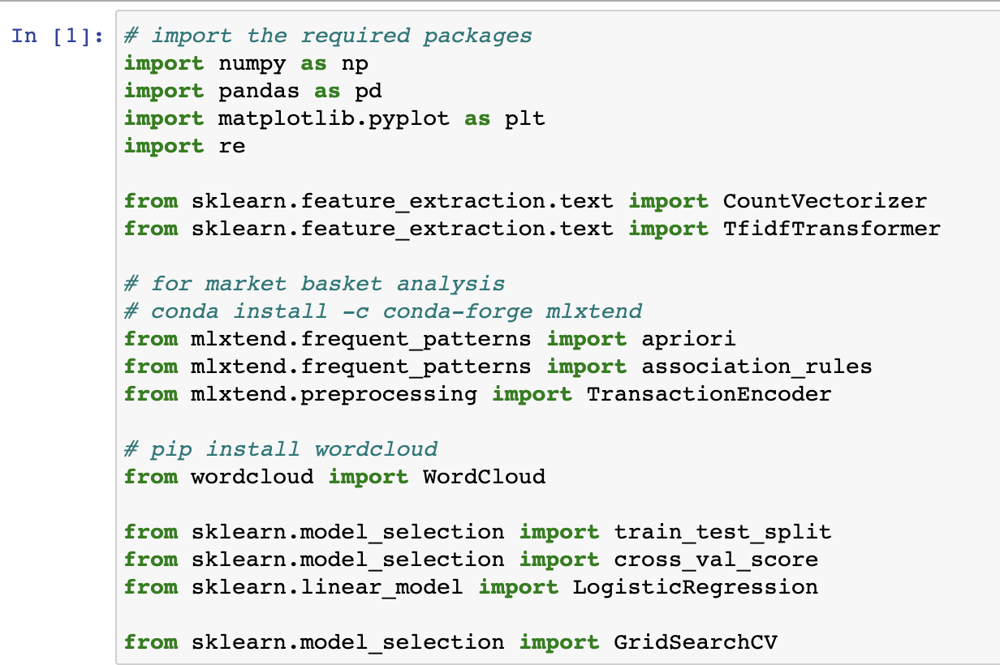 In [1]: # import the required packages
import numpy as np
import pandas as pd
import matplotlib.pyplot as plt
import re
from sklearn.feature_extraction.text import CountVectorizer
from sklearn.feature_extraction.text import TfidfTransformer
# for market basket analysis
# conda install -c conda-forge mlxtend
from mlxtend.frequent_patterns import apriori
from mlxtend.frequent_patterns import association_rules
from mlxtend.preprocessing import TransactionEncoder
# pip install wordcloud
from wordcloud import WordCloud
from sklearn.model_selection import train_test_split
from sklearn.model_selection import cross_val_score
from sklearn.linear_model import LogisticRegression
from sklearn.model_selection import GridSearchCV